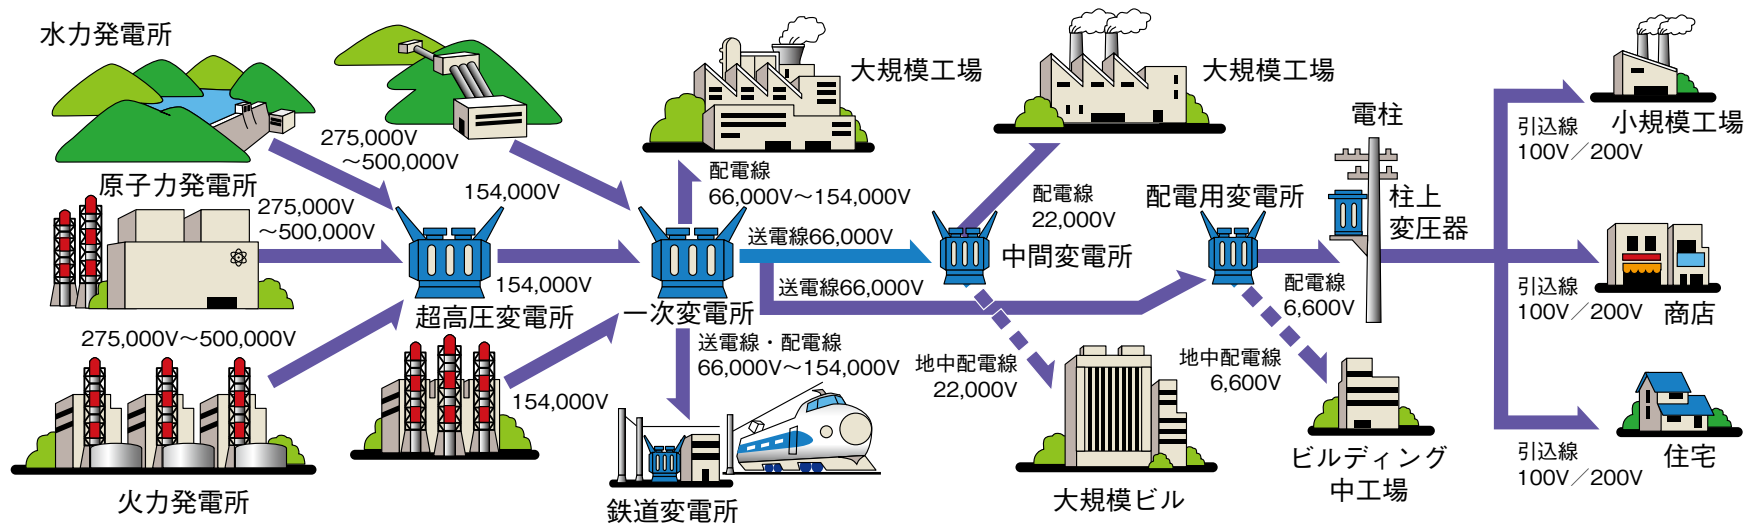 水力発電所
275,000V
～500,000V
原子力発電所
275,000V
～500,000V
275,000V～500,000V
火力発電所
154,000V
154,000V
超高圧変電所
154,000V
大規模工場
配電線
66,000V～154,000V
一次変電所
送電線66,000V
送電線66,000V
送電線・配電線
66,000V～154,000V
鉄道変電所
大規模工場
配電線
22,000V
中間変電所
地中配電線
22,000V
大規模ビル
配電用変電所
配電線
6,600V
地中配電線
6,600V
ビルディング
中工場
電柱
柱上
変圧器
引込線
100V／200V
小規模工場
引込線
100V／200V
商店
引込線
100V／200V
住宅